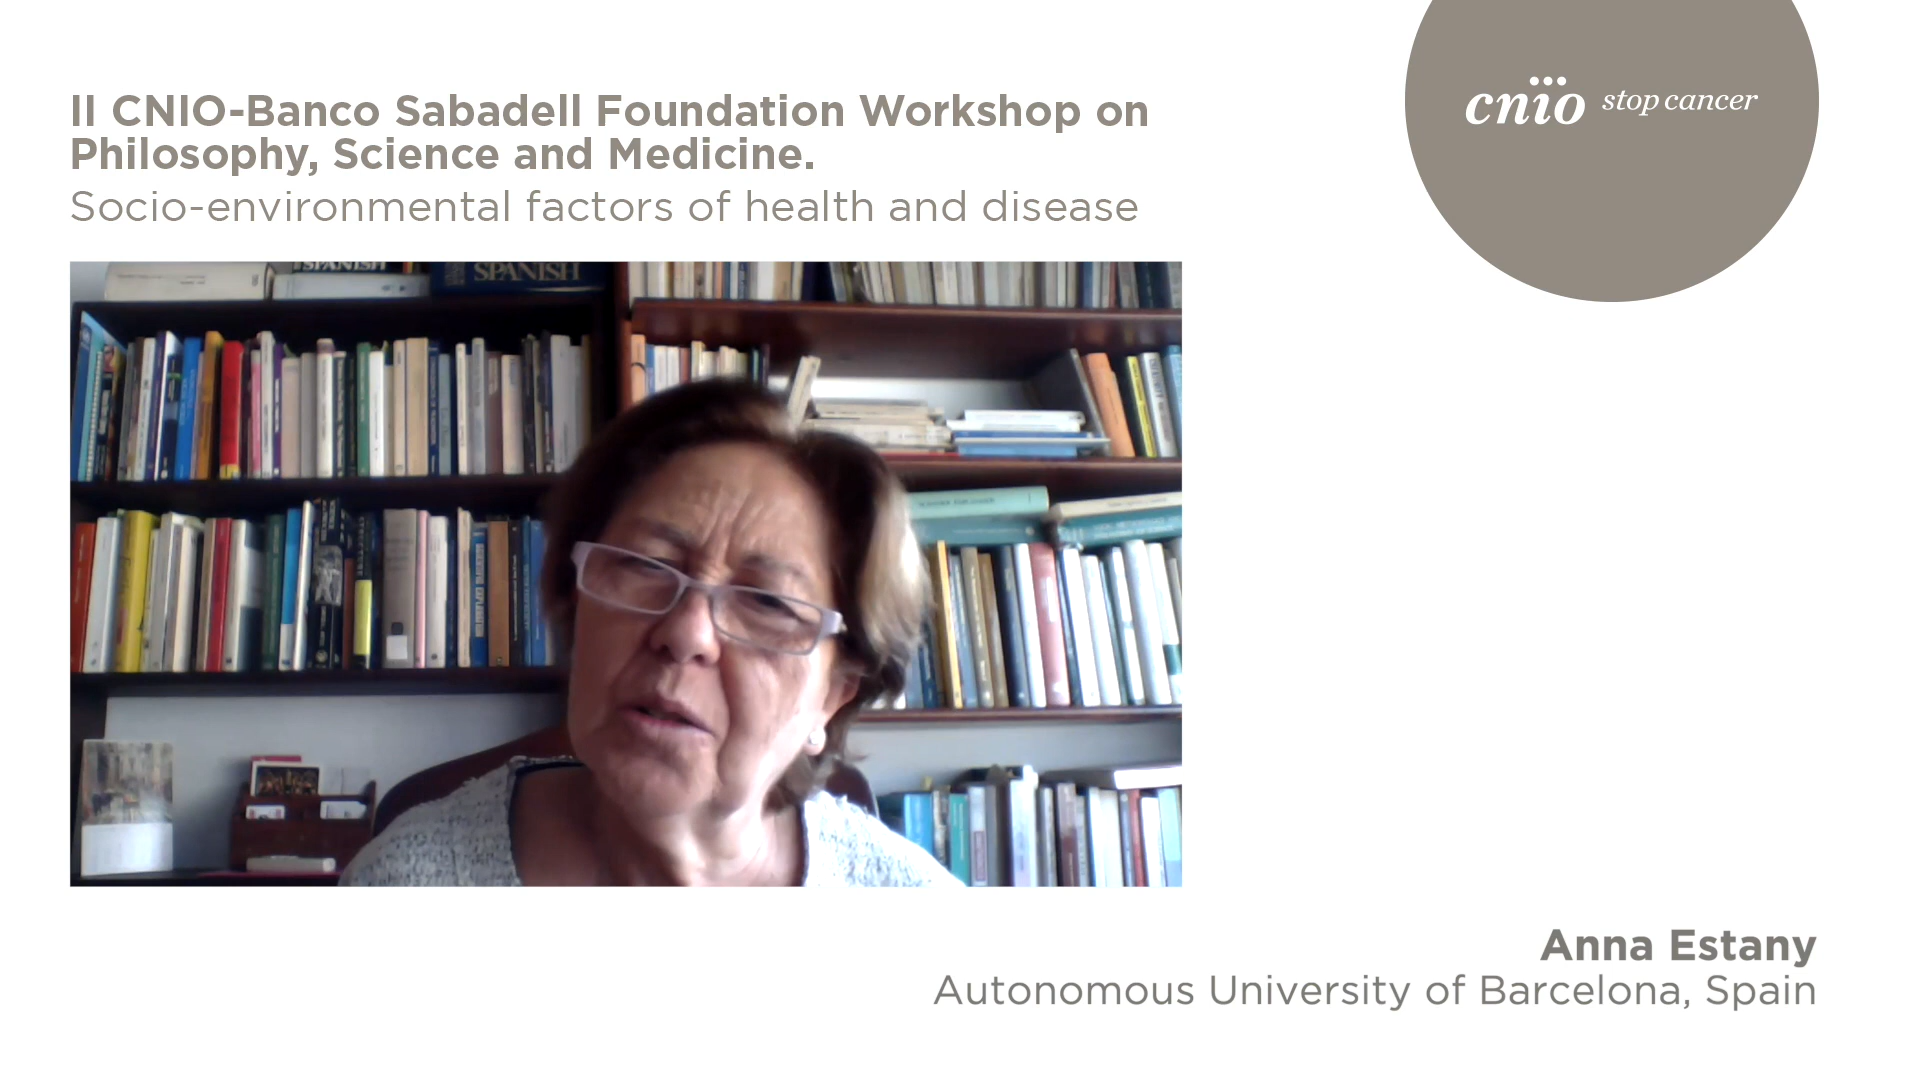 II CNIO-Banco Sabadell Foundation Workshop on
Philosophy, Science and Medicine.
Socio-environmental factors of health and disease
cnio stop cancer
SPANISH
SPANISH
Anna Estany
Autonomous University of Barcelona, Spain